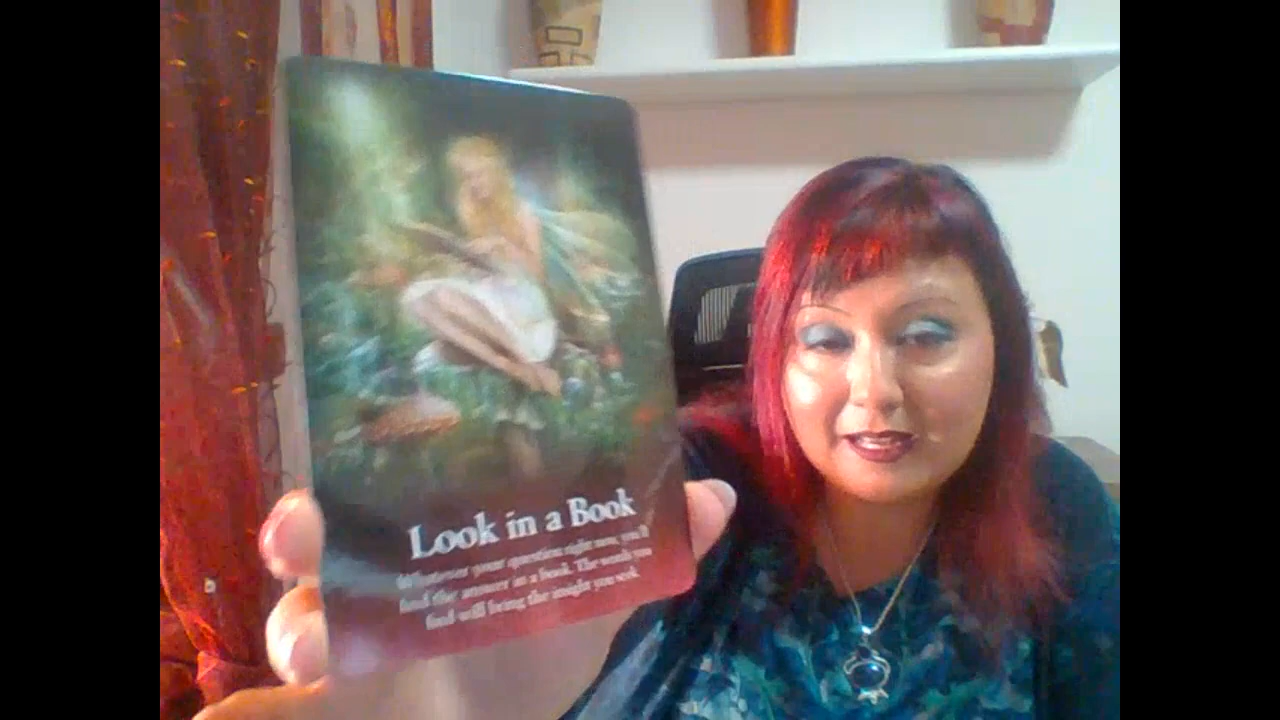 Look in a Book
Whatever your question right now, you'll
find the answer in a book. The words you
find will bring the insight you seek